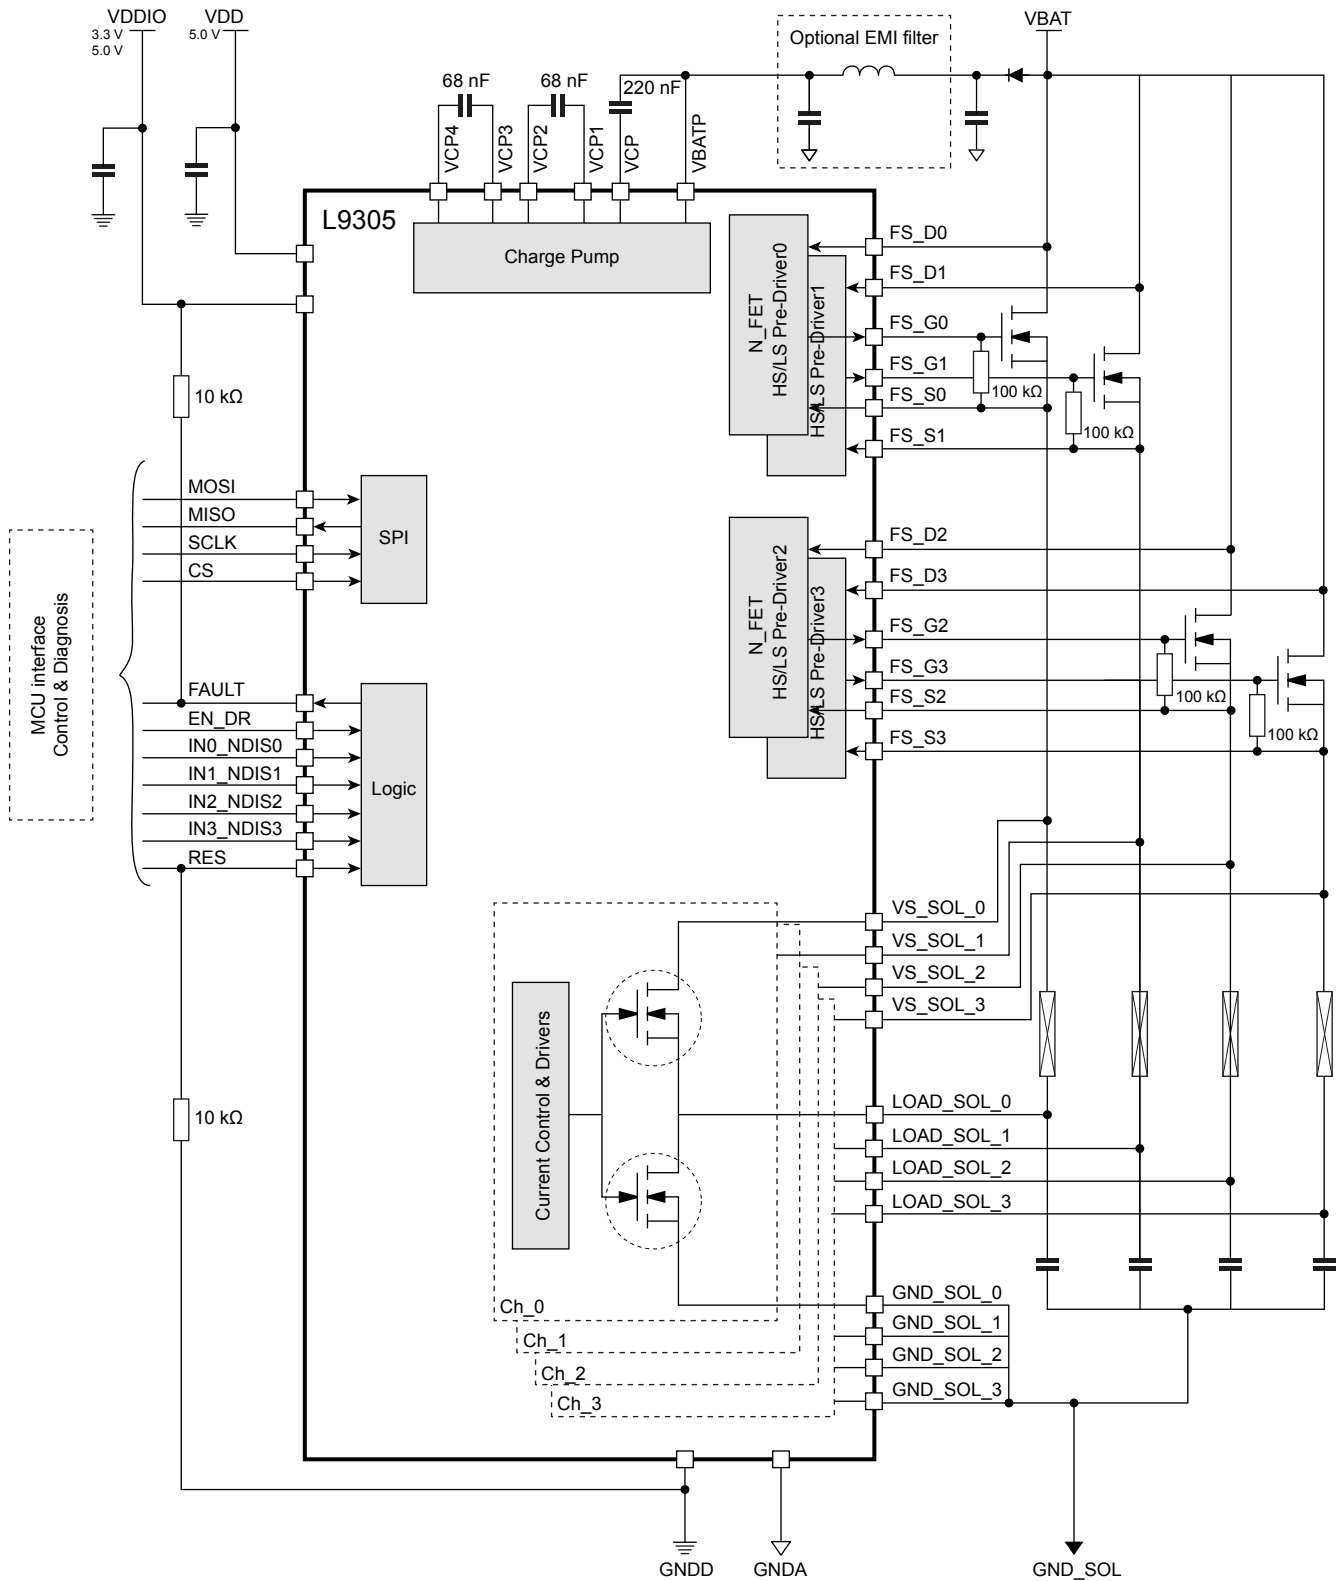 VDDIO
3.3 V
5.0 V
VDD
5.0 V
Optional EMI filter
VBAT
68 nF
68 nF
220 nF
VCP4
VCP3
VCP2
VCP1
VCP
VBATP
L9305
Charge Pump
N_FET
HS/LS Pre-Driver0
HS/LS Pre-Driver1
FS_D0
FS_D1
FS_G0
FS_G1
FS_S0
FS_S1
100 kΩ
100 kΩ
10 kΩ
MCU interface
Control & Diagnosis
MOSI
MISO
SCLK
CS
SPI
N_FET
HS/LS Pre-Driver2
HS/LS Pre-Driver3
FS_D2
FS_D3
FS_G2
FS_G3
FS_S2
FS_S3
100 kΩ
100 kΩ
FAULT
EN_DR
IN0_NDIS0
IN1_NDIS1
IN2_NDIS2
IN3_NDIS3
RES
Logic
VS_SOL_0
VS_SOL_1
VS_SOL_2
VS_SOL_3
Current Control & Drivers
10 kΩ
LOAD_SOL_0
LOAD_SOL_1
LOAD_SOL_2
LOAD_SOL_3
GND_SOL_0
GND_SOL_1
GND_SOL_2
GND_SOL_3
Ch_0
Ch_1
Ch_2
Ch_3
GNDD
GNDA
GND_SOL